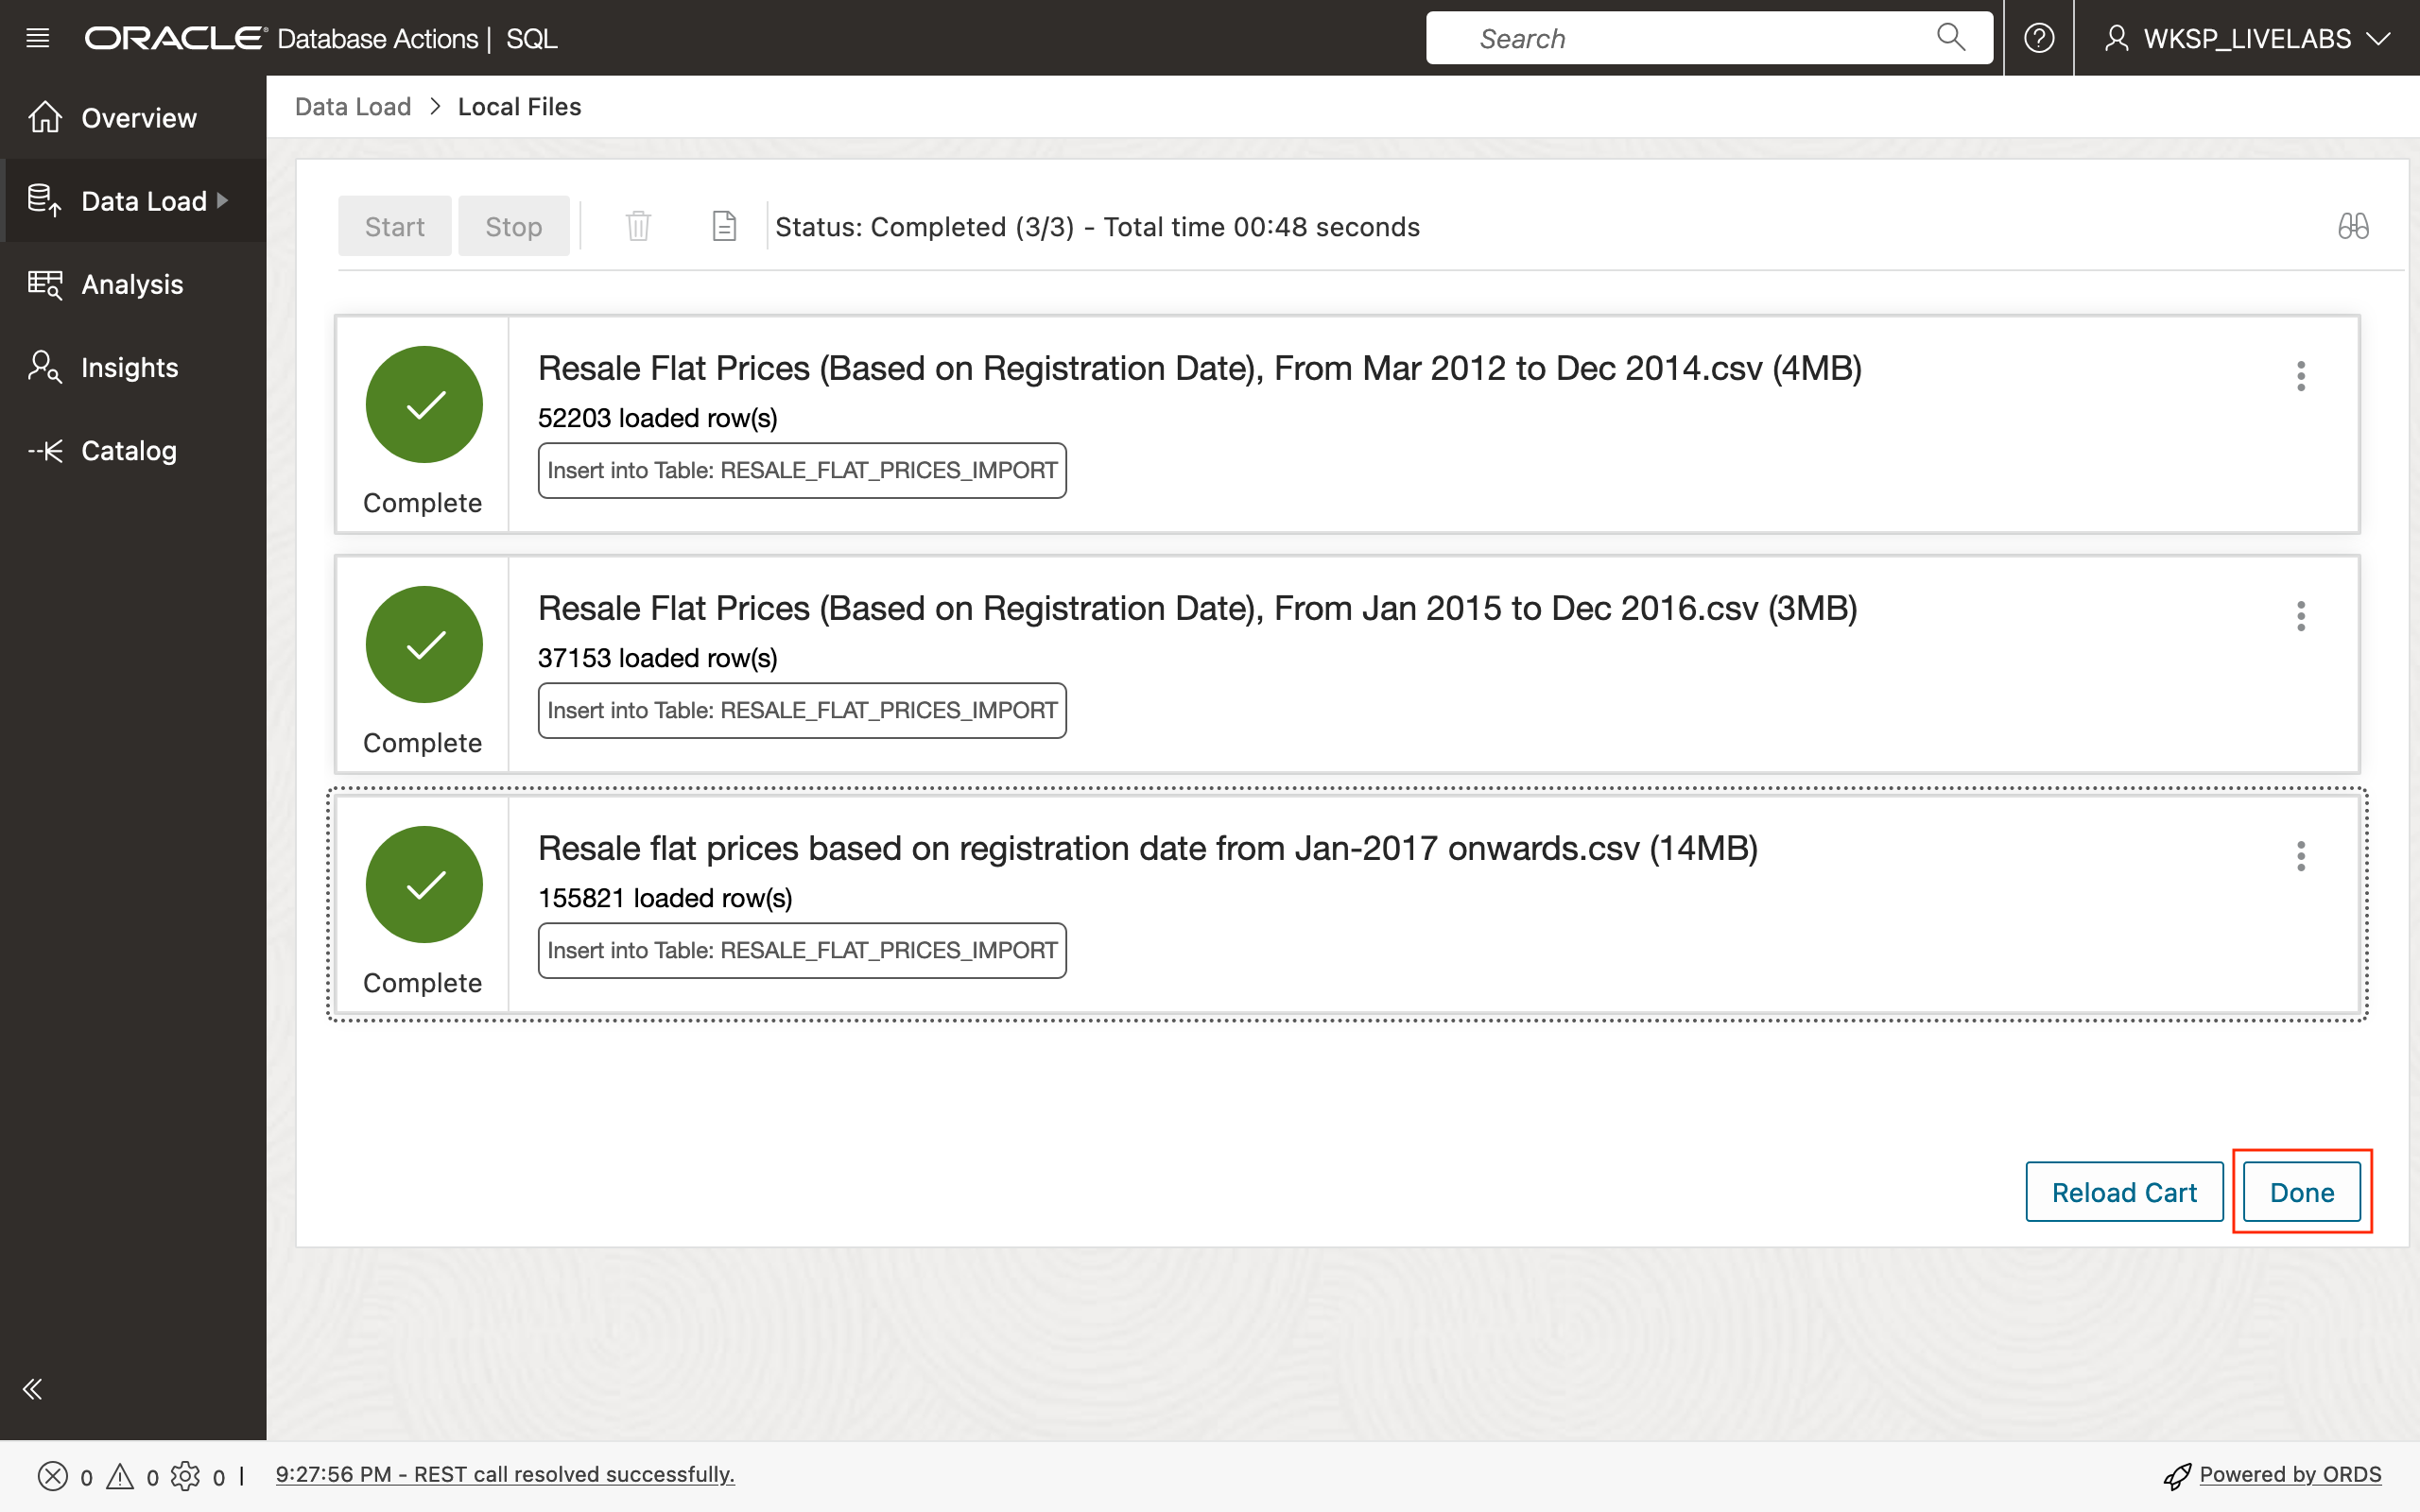 ORACLE® Database Actions | SQL
Search
WKSP_LIVELABS
Overview
Data Load
Analysis
Insights
Catalog
Data Load > Local Files
Start
Stop
Status: Completed (3/3) - Total time 00:48 seconds
Resale Flat Prices (Based on Registration Date), From Mar 2012 to Dec 2014.csv (4MB)
52203 loaded row(s)
Insert into Table: RESALE_FLAT_PRICES_IMPORT
Complete
Resale Flat Prices (Based on Registration Date), From Jan 2015 to Dec 2016.csv (3MB)
37153 loaded row(s)
Insert into Table: RESALE_FLAT_PRICES_IMPORT
Complete
Resale flat prices based on registration date from Jan-2017 onwards.csv (14MB)
155821 loaded row(s)
Insert into Table: RESALE_FLAT_PRICES_IMPORT
Complete
Reload Cart
Done
0 0 0 | 9:27:56 PM - REST call resolved successfully.
Powered by ORDS